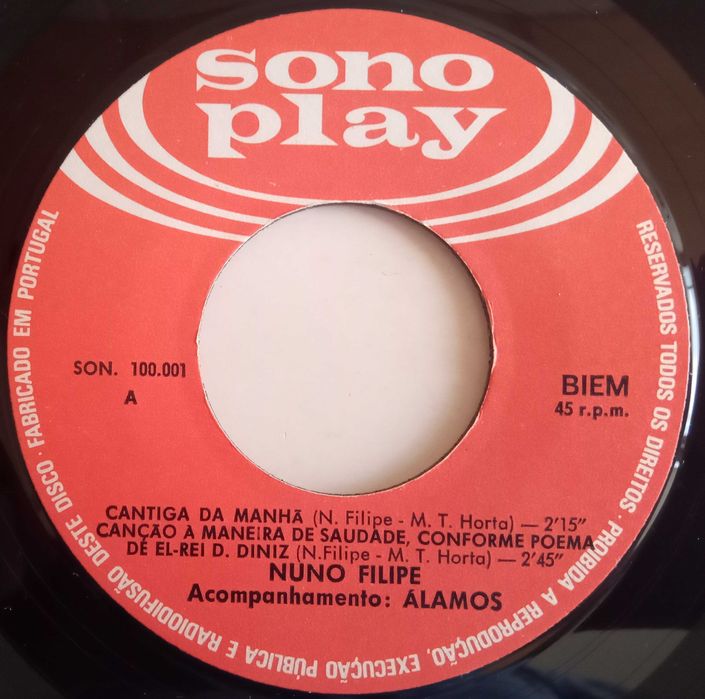 sono
play
SON. 100.001
A
BIEM
45 r.p.m.
CANTIGA DA MANHÃ (N. Filipe - M. T. Horta) — 2'15"
CANÇÃO À MANEIRA DE SAUDADE, CONFORME POEMA
DE EL-REI D. DINIZ (N.Filipe - M. T. Horta) — 2'45"
NUNO FILIPE
Acompanhamento: ÁLAMOS
RESERVADOS TODOS OS DIREITOS · PROIBIDA A REPRODUÇÃO, EXECUÇÃO PÚBLICA E RADIODIFUSÃO DESTE DISCO · FABRICADO EM PORTUGAL